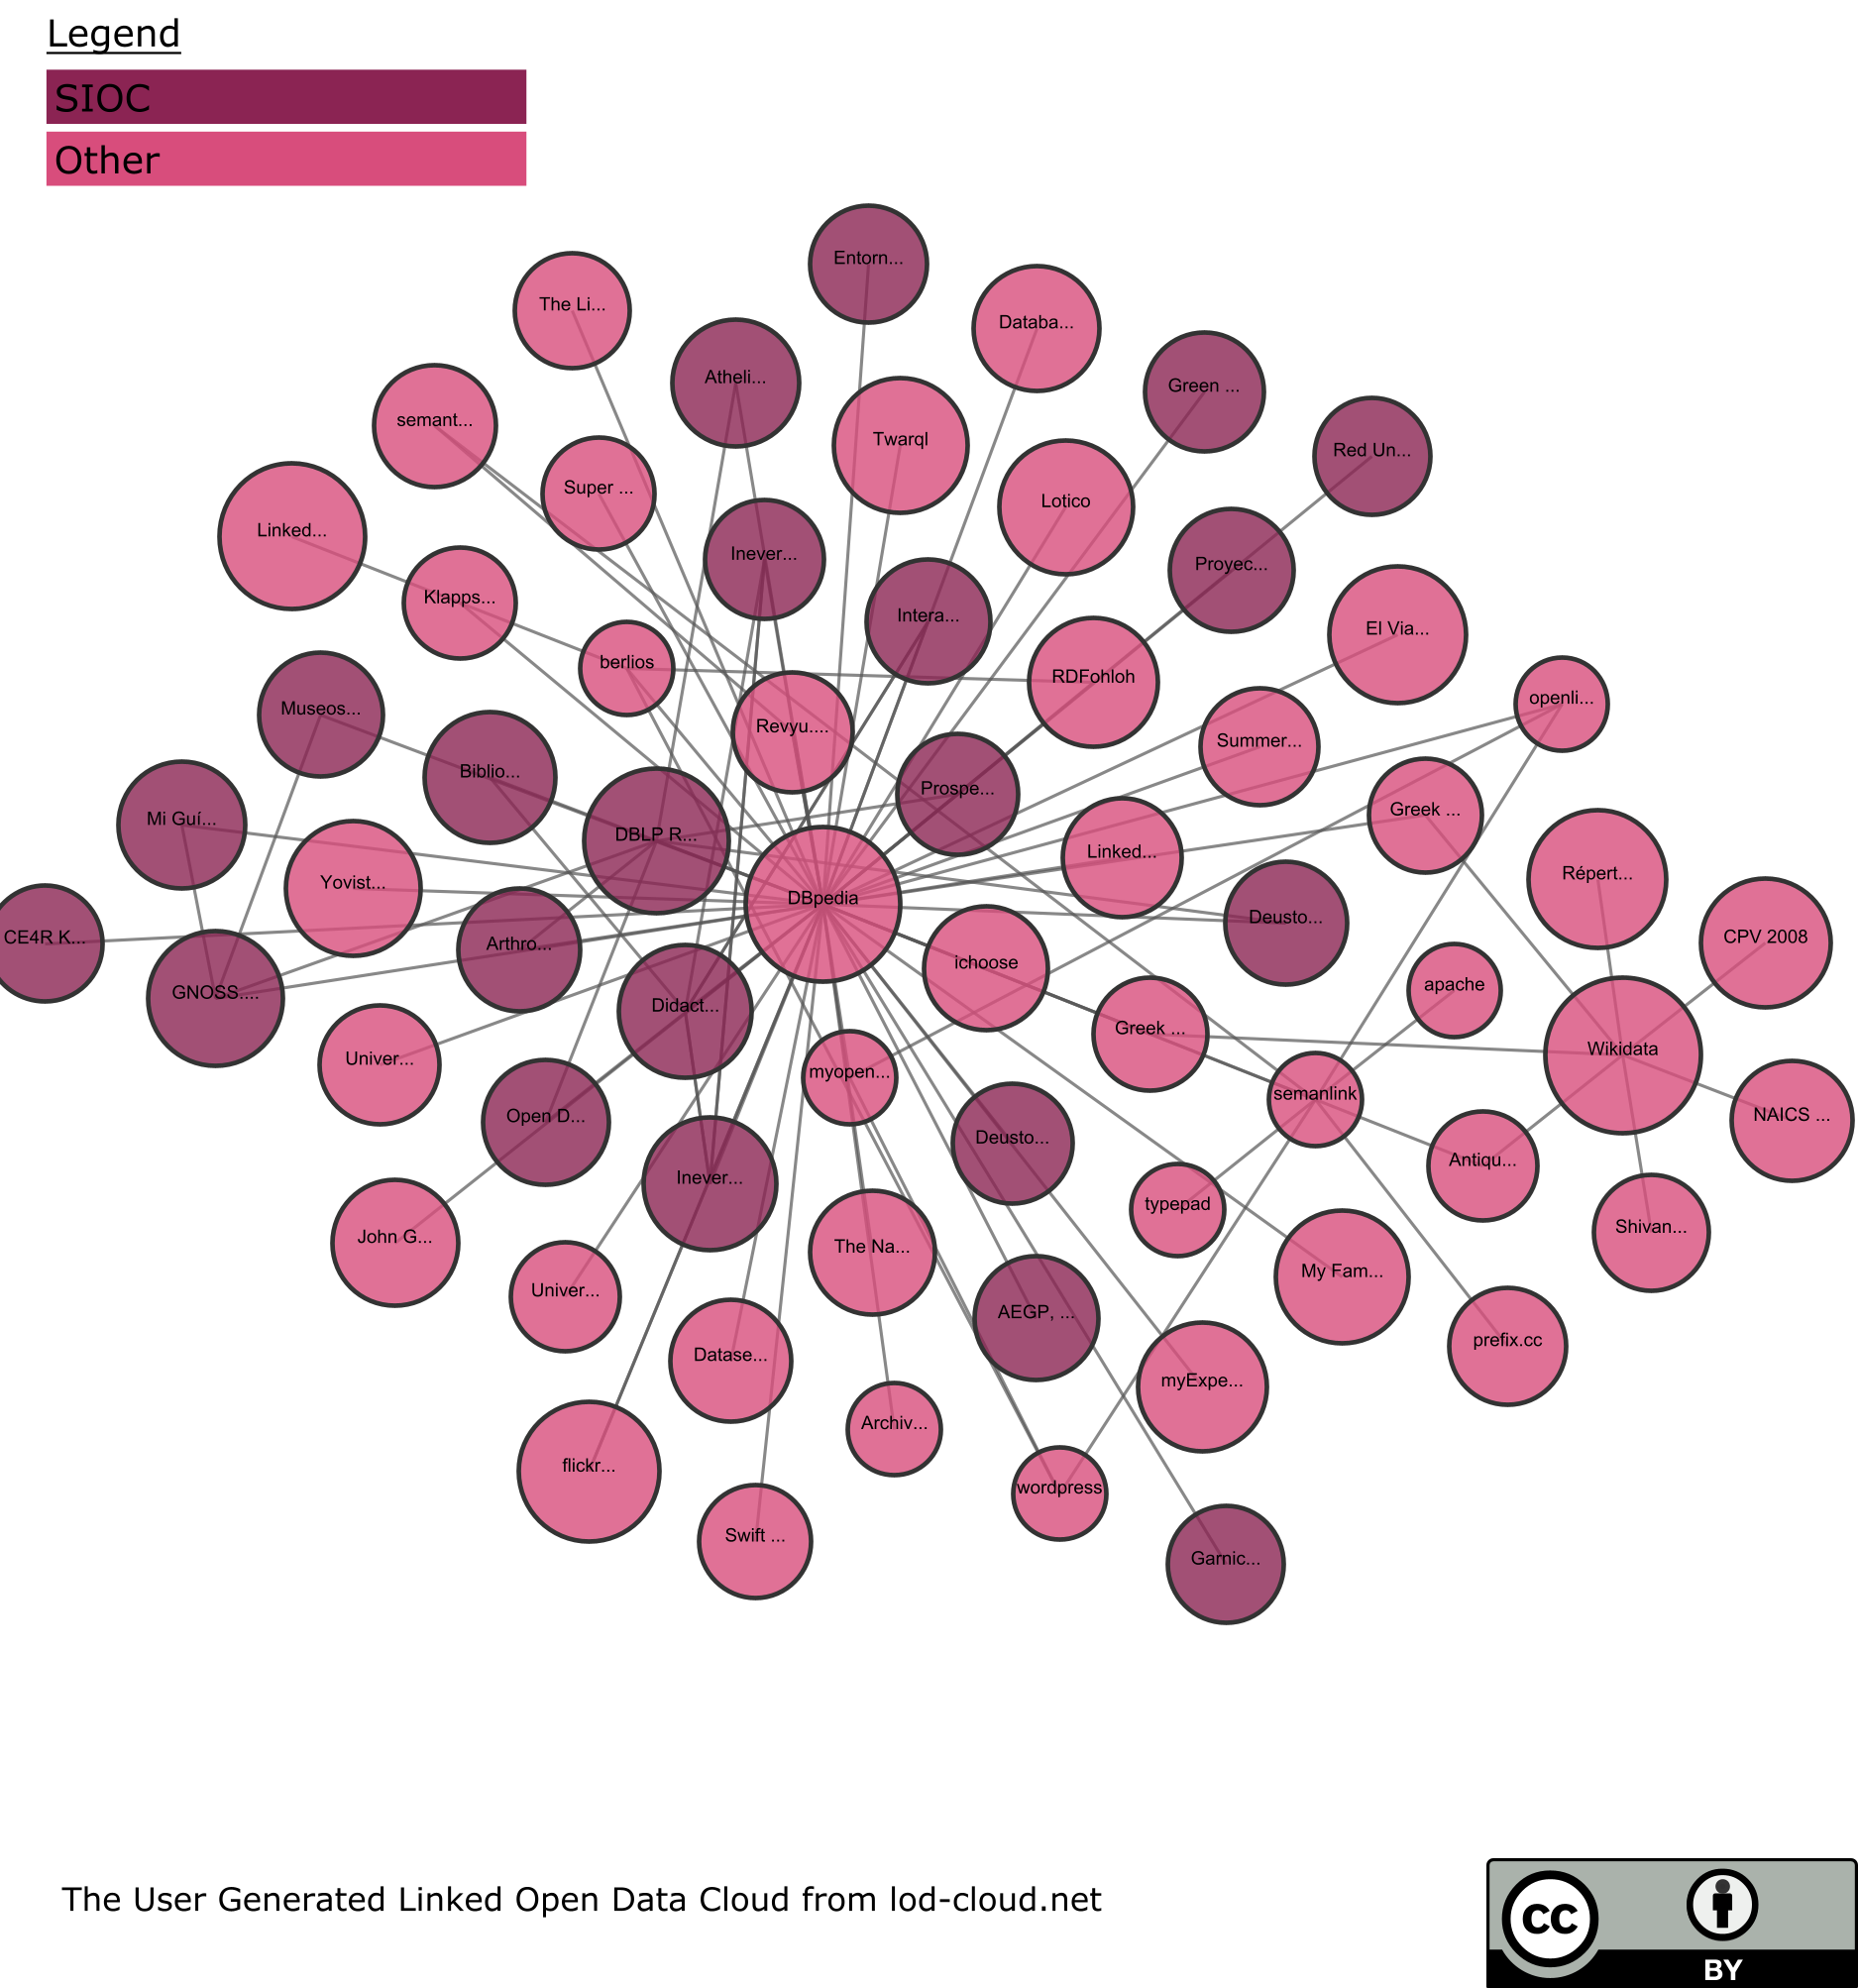 Legend
SIOC
Other
Entorn...
The Li...
Databa...
Atheli...
Green ...
semant...
Twarql
Red Un...
Super ...
Lotico
Linked...
Inever...
Proyec...
Klapps...
Intera...
El Via...
berlios
RDFohloh
openli...
Museos...
Revyu....
Summer...
Biblio...
Prospe...
Greek ...
Mi Guí...
DBLP R...
Linked...
Répert...
Yovist...
DBpedia
Deusto...
CE4R K...
Arthro...
CPV 2008
GNOSS....
ichoose
apache
Didact...
Greek ...
Wikidata
Univer...
myopen...
semanlink
Open D...
NAICS ...
Deusto...
Antiqu...
Inever...
typepad
Shivan...
John G...
The Na...
My Fam...
Univer...
AEGP, ...
prefix.cc
Datase...
myExpe...
Archiv...
flickr...
wordpress
Swift ...
Garnic...
The User Generated Linked Open Data Cloud from lod-cloud.net
cc
BY